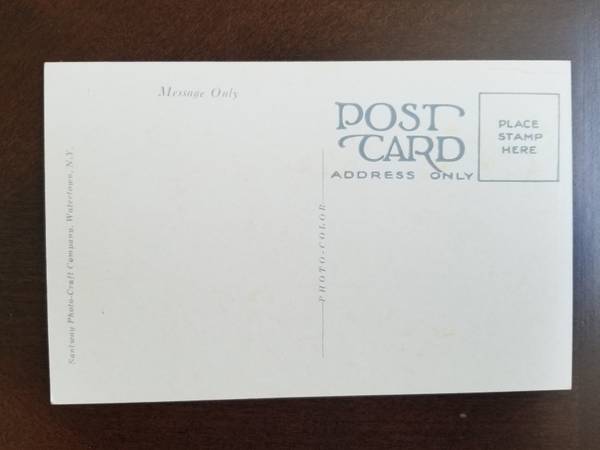 Message Only
POST
CARD
ADDRESS ONLY
PLACE
STAMP
HERE
PHOTO-COLOR
Santway Photo-Craft Company, Watertown, N.Y.